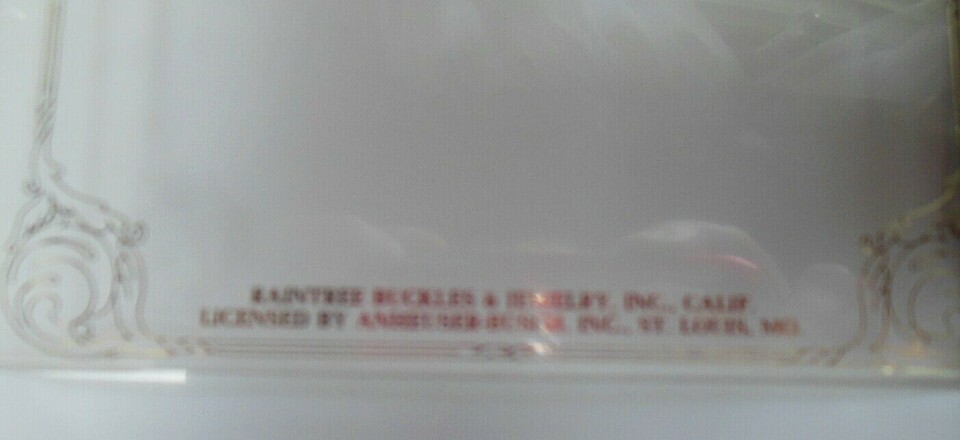 RAINTREE BUCKLES & JEWELRY, INC., CALIF.
LICENSED BY ANHEUSER-BUSCH, INC., ST. LOUIS, MO.